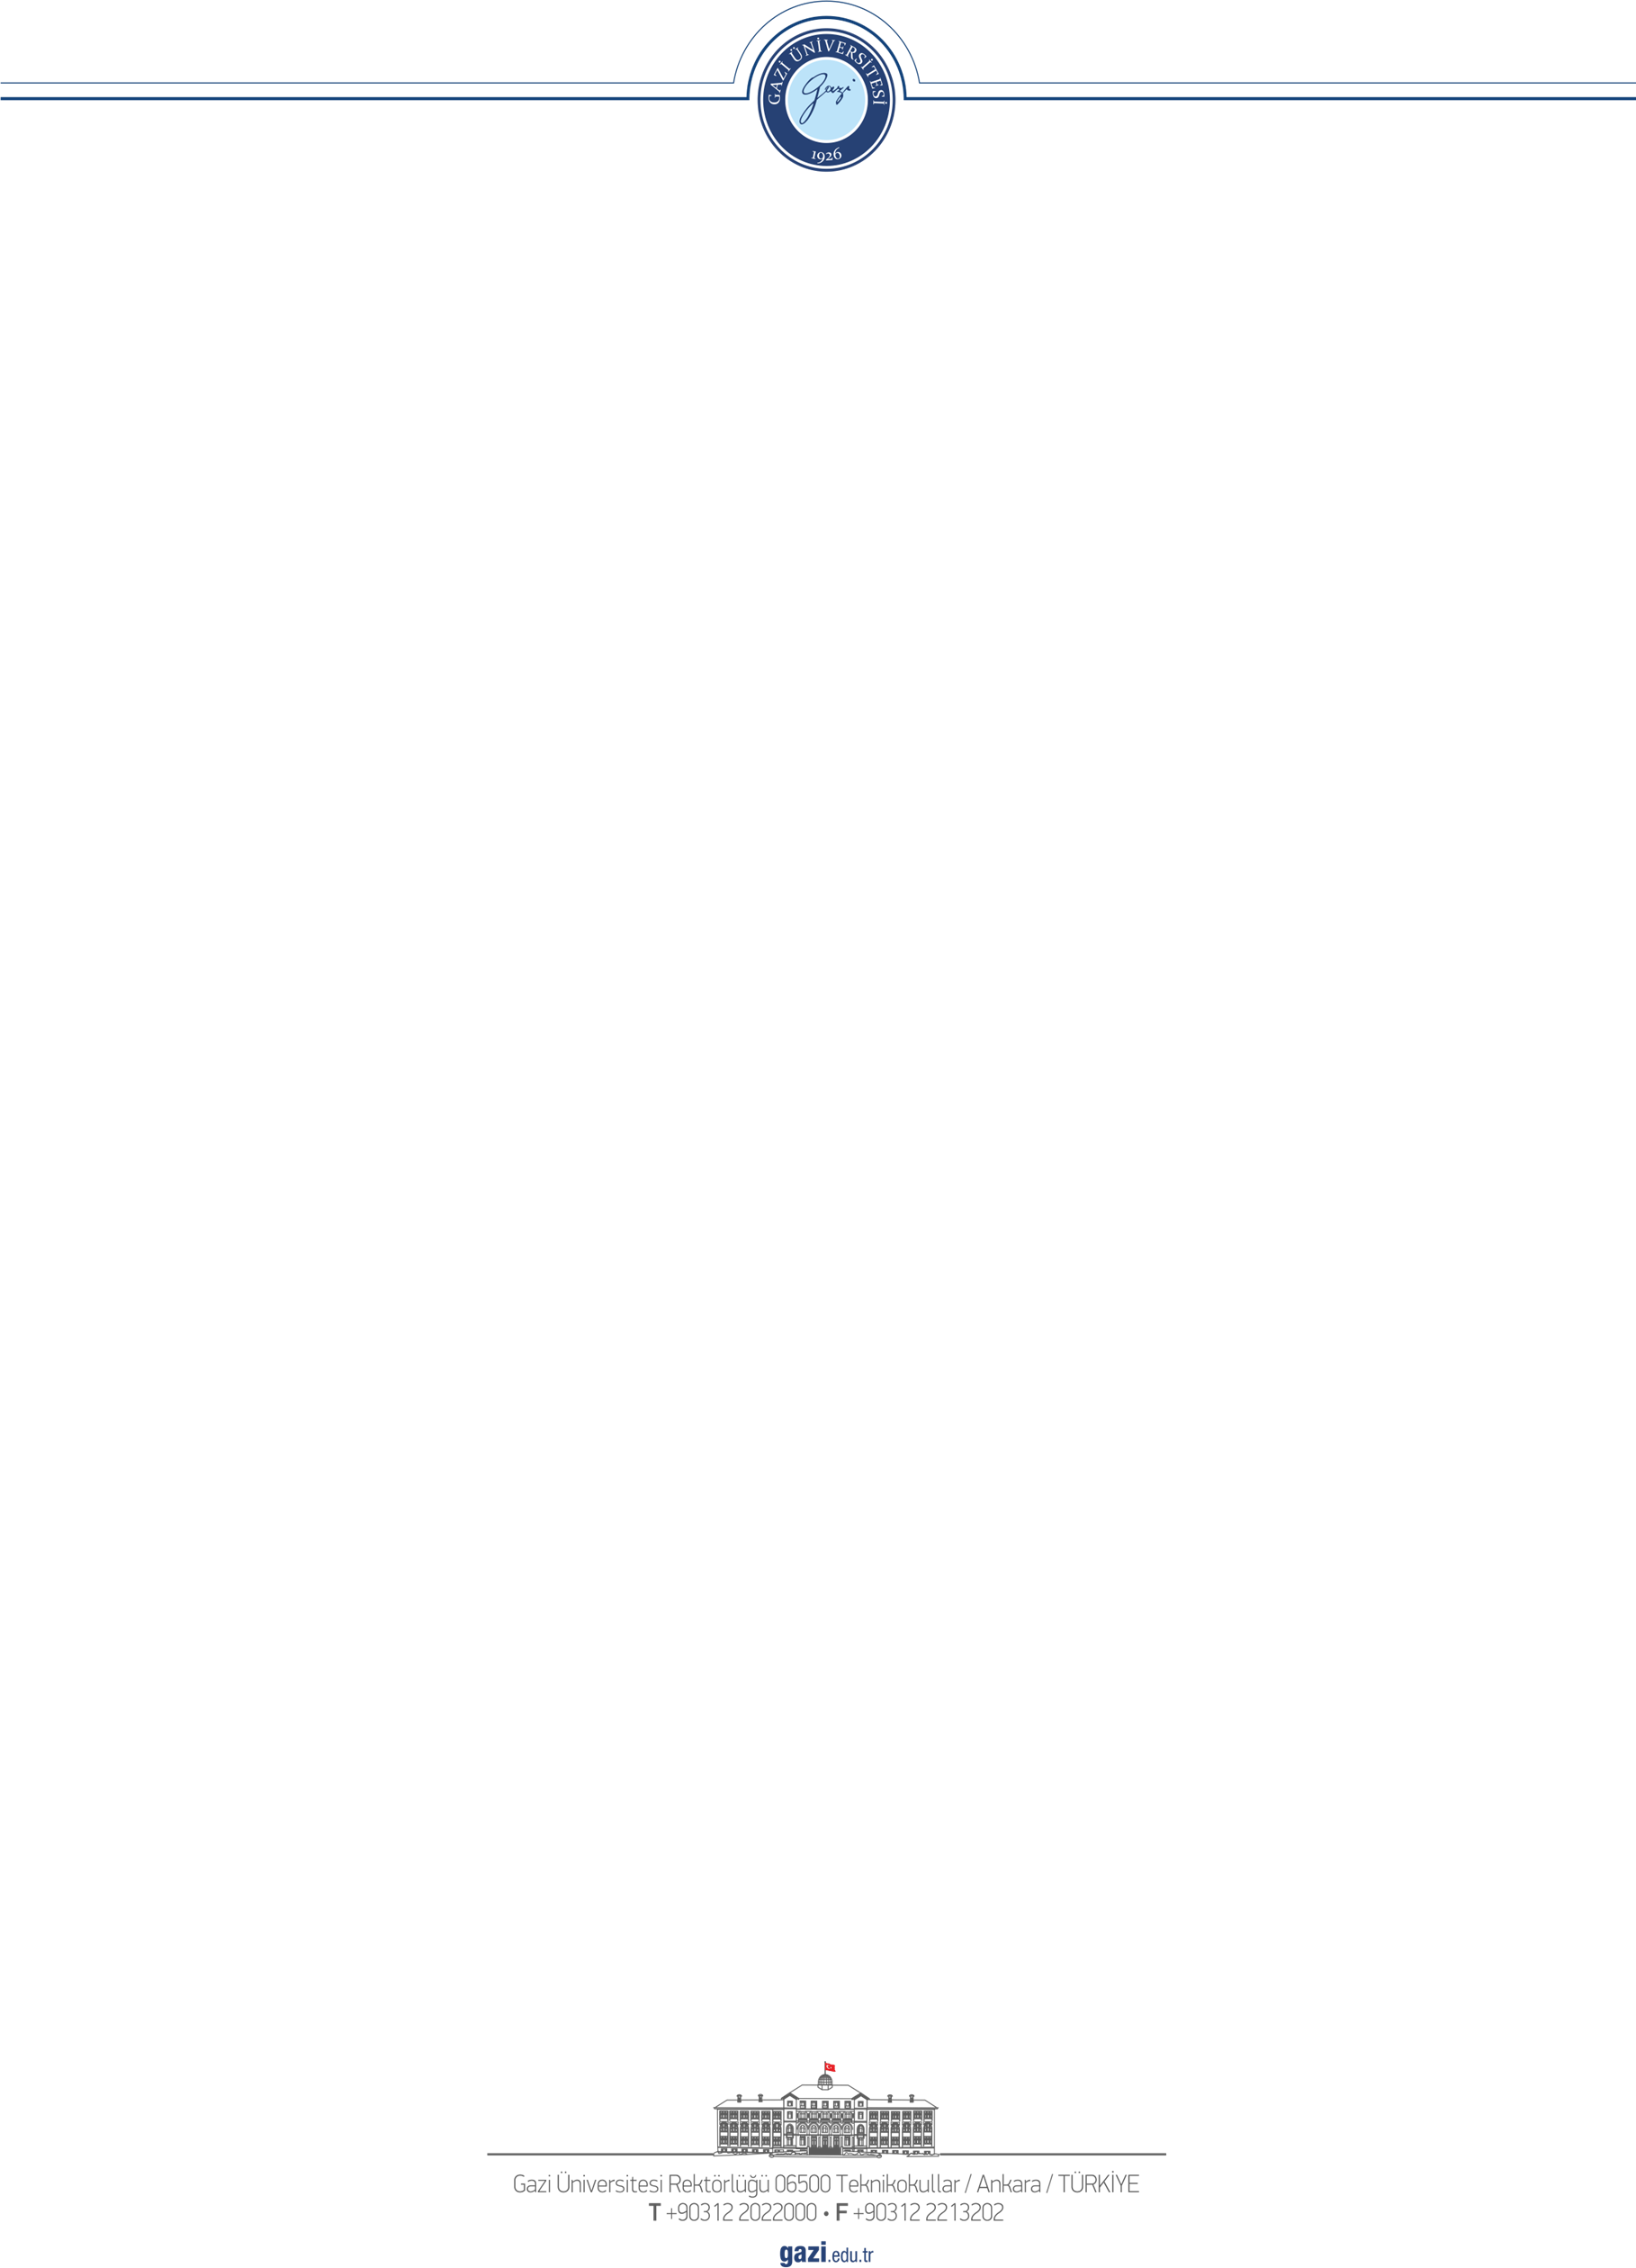 GAZİ ÜNİVERSİTESİ
gazi
1926
Gazi Üniversitesi Rektörlüğü 06500 Teknikokullar / Ankara / TÜRKİYE
T +90312 2022000 • F +90312 2213202
gazi.edu.tr